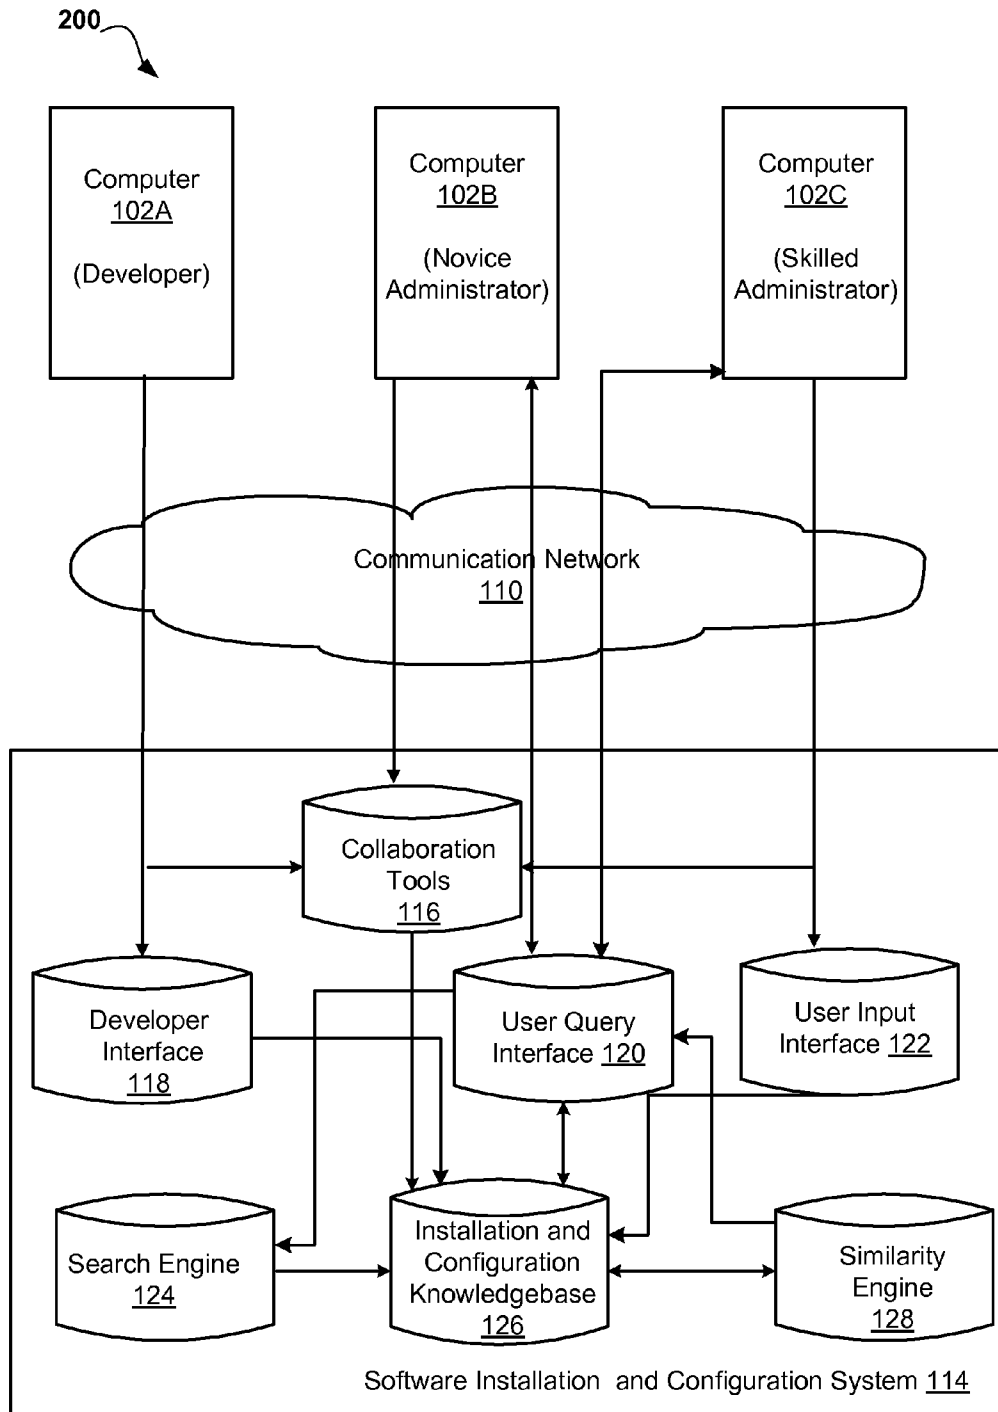 200
Computer
102A
(Developer)
Computer
102B
(Novice
Administrator)
Computer
102C
(Skilled
Administrator)
Communication Network
110
Collaboration
Tools
116
Developer
Interface
118
User Query
Interface 120
User Input
Interface 122
Search Engine
124
Installation and
Configuration
Knowledgebase
126
Similarity
Engine
128
Software Installation and Configuration System 114